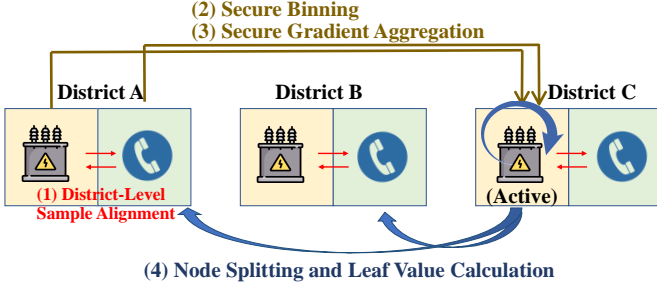 (2) Secure Binning
(3) Secure Gradient Aggregation
District A
District B
District C
(1) District-Level
Sample Alignment
(Active)
(4) Node Splitting and Leaf Value Calculation